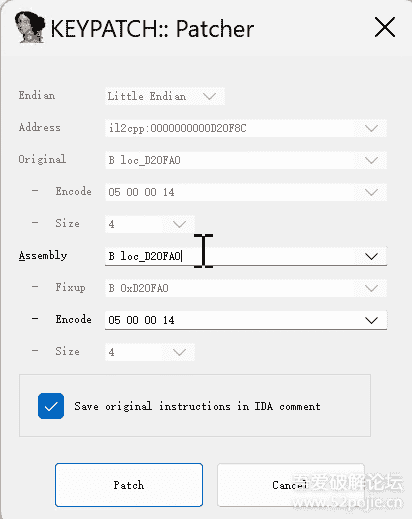 KEYPATCH:: Patcher
Endian Little Endian
Address il2cpp:0000000000D20F8C
Original B loc_D20FA0
- Encode 05 00 00 14
- Size 4
Assembly B loc_D20FA0
- Fixup B 0xD20FA0
- Encode 05 00 00 14
- Size 4
Save original instructions in IDA comment
Patch Cancel
吾爱破解论坛
www.52pojie.cn